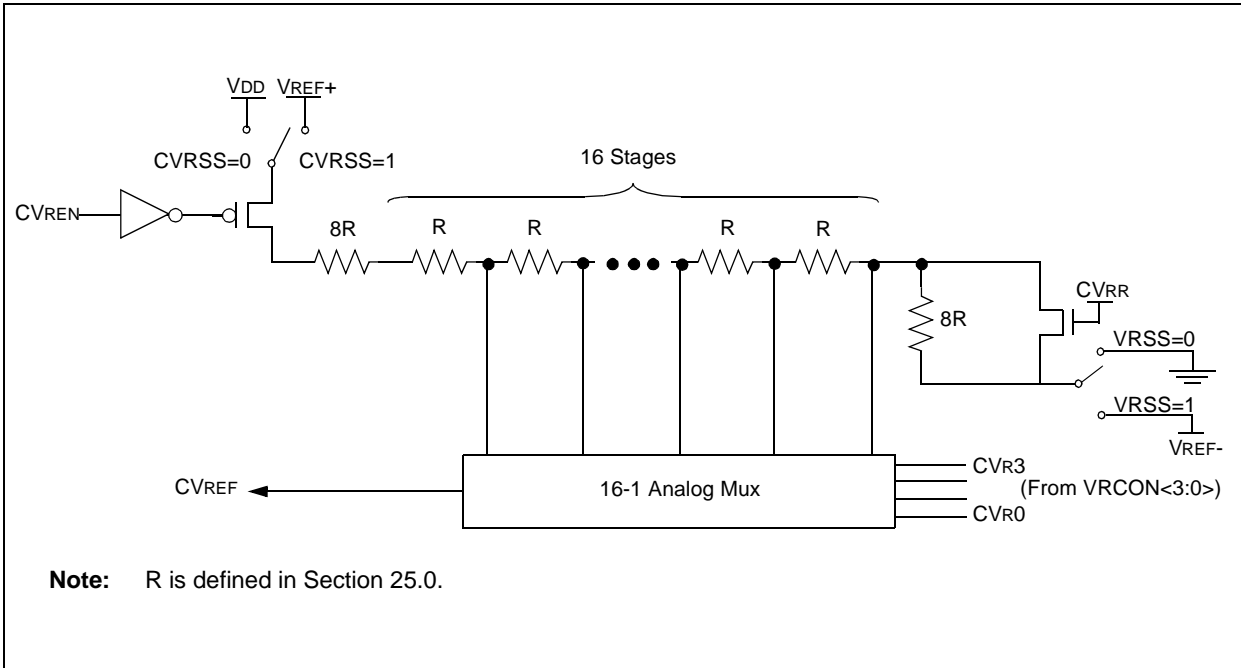 VDD VREF+
CVRSS=0 CVRSS=1
16 Stages
CVREN
8R R R R R
CVRR
8R
VRSS=0
VRSS=1
VREF-
CVREF
16-1 Analog Mux
CVR3
(From VRCON<3:0>)
CVR0
Note: R is defined in Section 25.0.